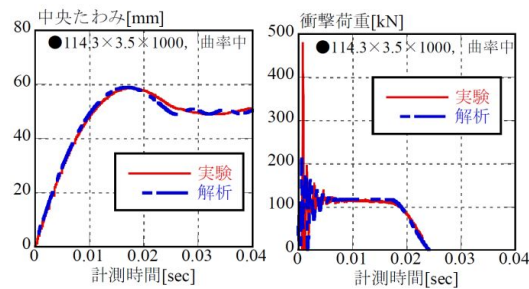 中央たわみ[mm]
●114.3×3.5×1000, 曲率中
80
60
40
20
0
実験
解析
0 0.01 0.02 0.03 0.04
計測時間[sec]
衝撃荷重[kN]
●114.3×3.5×1000, 曲率中
500
400
300
200
100
0
実験
解析
0 0.01 0.02 0.03 0.04
計測時間[sec]